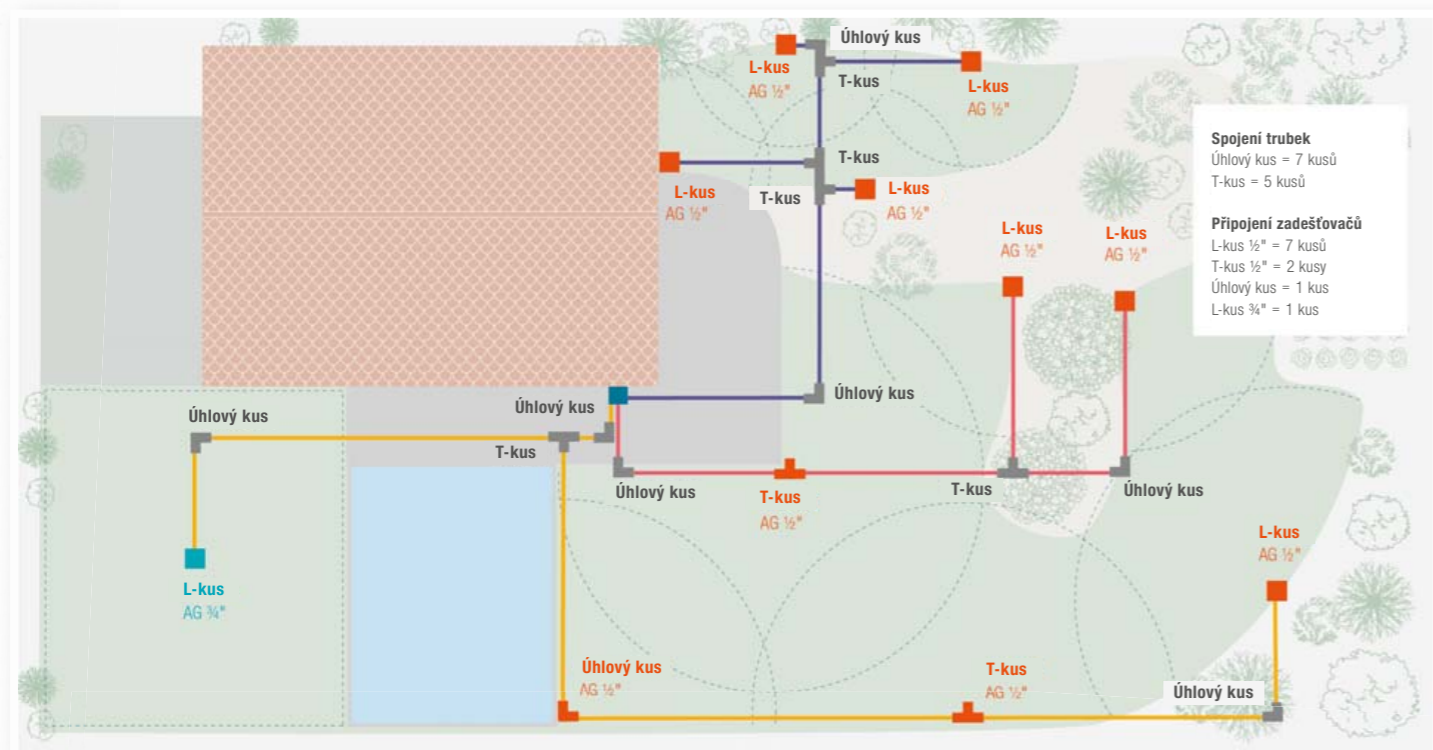 Úhlový kus
L-kus
AG ½"
T-kus
L-kus
AG ½"
Spojení trubek
Úhlový kus = 7 kusů
T-kus = 5 kusů
Připojení zadešťovačů
L-kus ½" = 7 kusů
T-kus ½" = 2 kusy
Úhlový kus = 1 kus
L-kus ¾" = 1 kus
T-kus
L-kus
AG ½"
T-kus
L-kus
AG ½"
L-kus
AG ½"
L-kus
AG ½"
Úhlový kus
Úhlový kus
Úhlový kus
T-kus
Úhlový kus
T-kus
AG ½"
T-kus
Úhlový kus
L-kus
AG ½"
L-kus
AG ¾"
Úhlový kus
AG ½"
T-kus
AG ½"
Úhlový kus